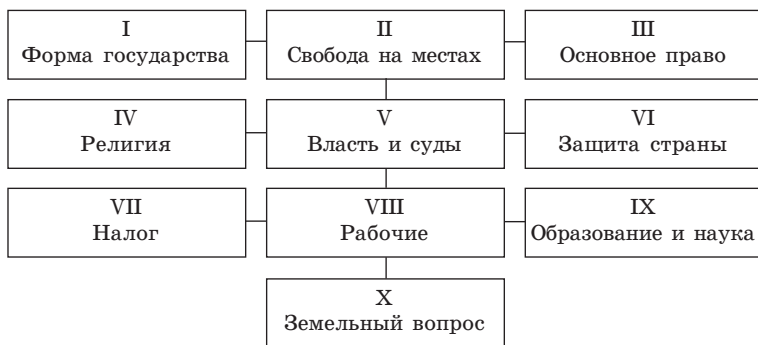 I
Форма государства
II
Свобода на местах
III
Основное право
IV
Религия
V
Власть и суды
VI
Защита страны
VII
Налог
VIII
Рабочие
IX
Образование и наука
X
Земельный вопрос